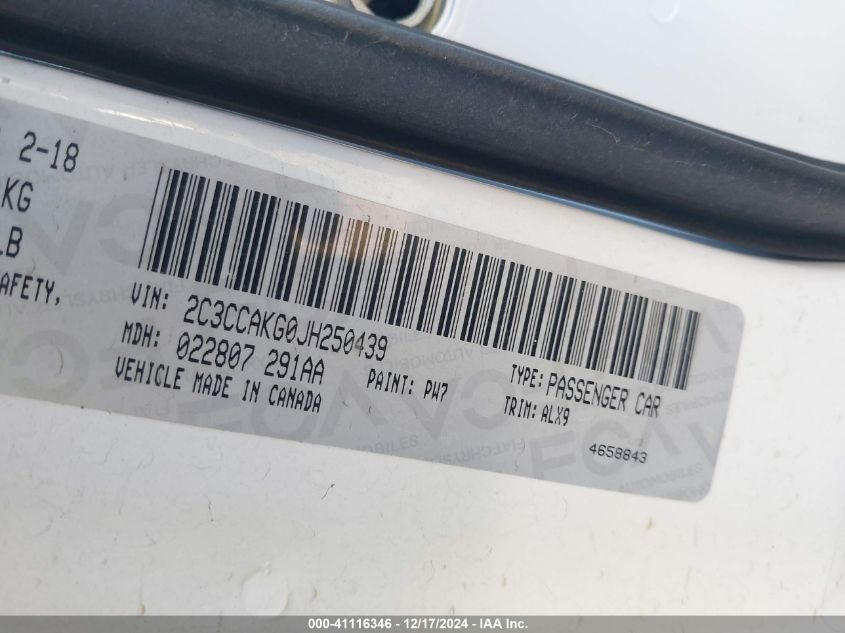 2-18
KG
LB
SAFETY,
VIN: 2C3CCAKG0JH250439
MDH: 022807 291AA
TYPE: PASSENGER CAR
VEHICLE MADE IN CANADA
PAINT: PW7
TRIM: ALX9
4658843
000-41116346 - 12/17/2024 - IAA Inc.